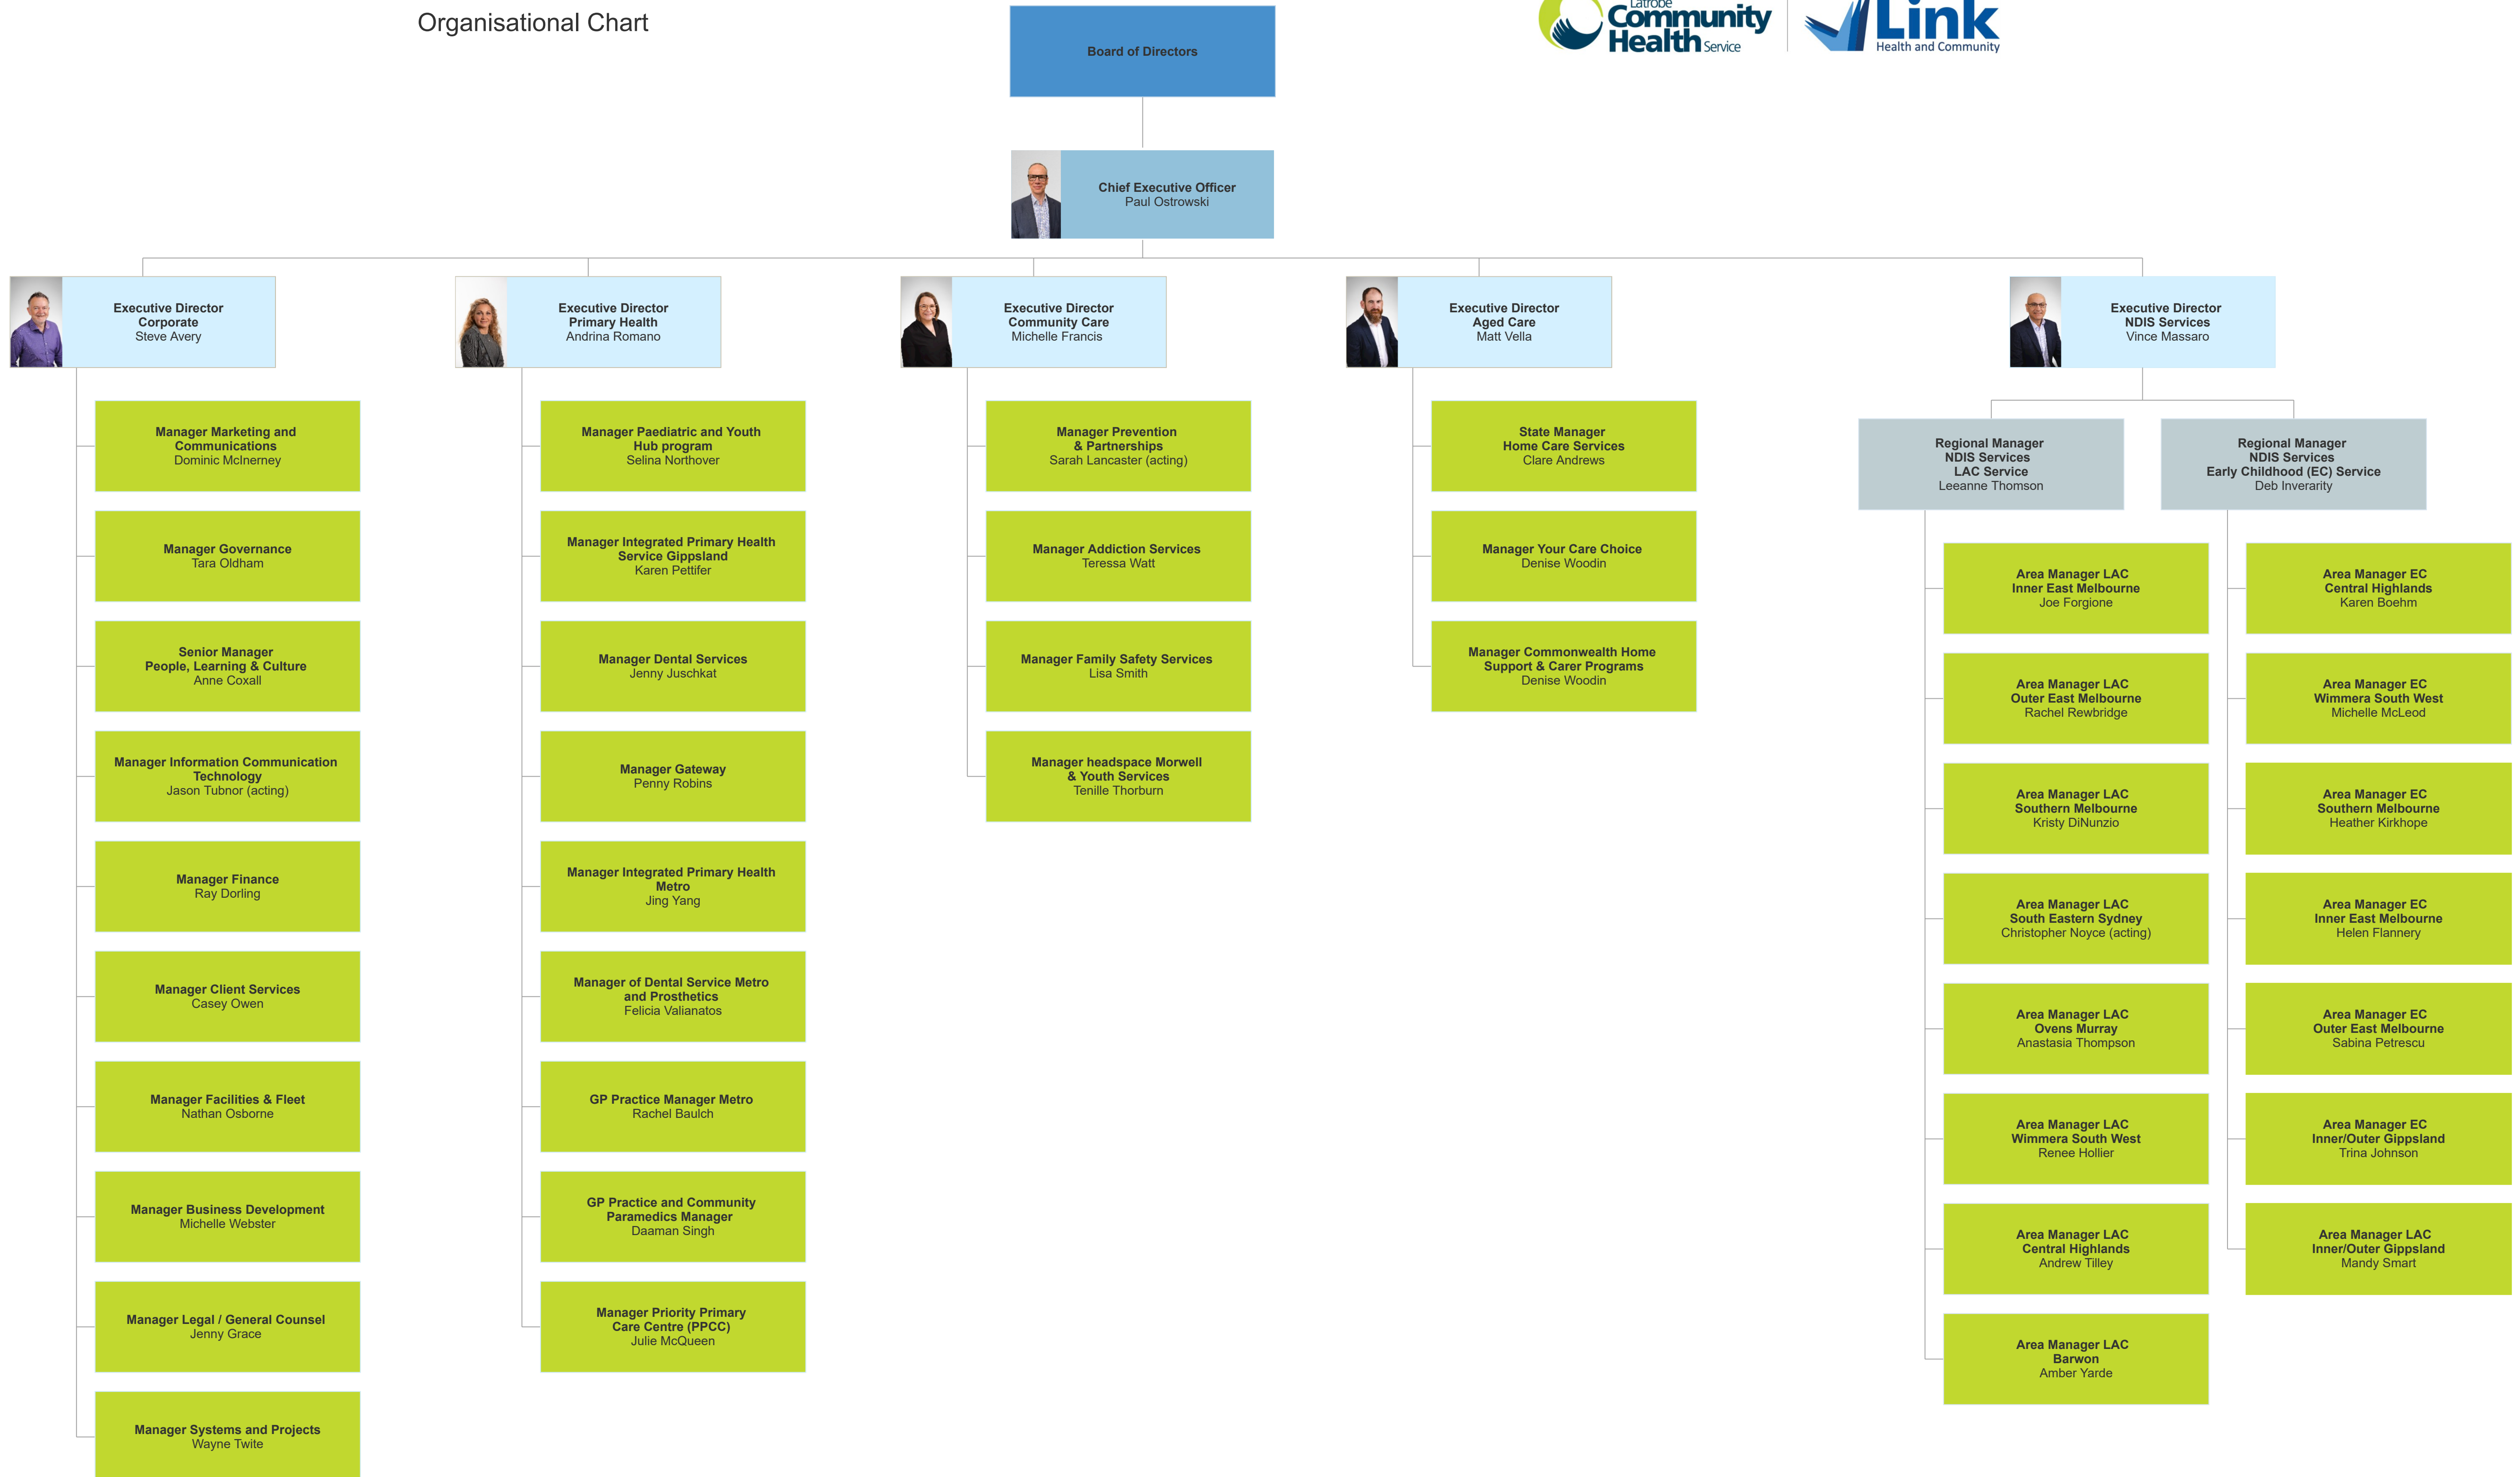 Organisational Chart
Latrobe
Community
Health Service
Link
Health and Community
Board of Directors
Chief Executive Officer
Paul Ostrowski
Executive Director
Corporate
Steve Avery
Manager Marketing and
Communications
Dominic McInerney
Manager Governance
Tara Oldham
Senior Manager
People, Learning & Culture
Anne Coxall
Manager Information Communication
Technology
Jason Tubnor (acting)
Manager Finance
Ray Dorling
Manager Client Services
Casey Owen
Manager Facilities & Fleet
Nathan Osborne
Manager Business Development
Michelle Webster
Manager Legal / General Counsel
Jenny Grace
Manager Systems and Projects
Wayne Twite
Executive Director
Primary Health
Andrina Romano
Manager Paediatric and Youth
Hub program
Selina Northover
Manager Integrated Primary Health
Service Gippsland
Karen Pettifer
Manager Dental Services
Jenny Juschkat
Manager Gateway
Penny Robins
Manager Integrated Primary Health
Metro
Jing Yang
Manager of Dental Service Metro
and Prosthetics
Felicia Valianatos
GP Practice Manager Metro
Rachel Baulch
GP Practice and Community
Paramedics Manager
Daaman Singh
Manager Priority Primary
Care Centre (PPCC)
Julie McQueen
Executive Director
Community Care
Michelle Francis
Manager Prevention
& Partnerships
Sarah Lancaster (acting)
Manager Addiction Services
Teressa Watt
Manager Family Safety Services
Lisa Smith
Manager headspace Morwell
& Youth Services
Tenille Thorburn
Executive Director
Aged Care
Matt Vella
State Manager
Home Care Services
Clare Andrews
Manager Your Care Choice
Denise Woodin
Manager Commonwealth Home
Support & Carer Programs
Denise Woodin
Executive Director
NDIS Services
Vince Massaro
Regional Manager
NDIS Services
LAC Service
Leeanne Thomson
Area Manager LAC
Inner East Melbourne
Joe Forgione
Area Manager LAC
Outer East Melbourne
Rachel Rewbridge
Area Manager LAC
Southern Melbourne
Kristy DiNunzio
Area Manager LAC
South Eastern Sydney
Christopher Noyce (acting)
Area Manager LAC
Ovens Murray
Anastasia Thompson
Area Manager LAC
Wimmera South West
Renee Hollier
Area Manager LAC
Central Highlands
Andrew Tilley
Area Manager LAC
Barwon
Amber Yarde
Regional Manager
NDIS Services
Early Childhood (EC) Service
Deb Inverarity
Area Manager EC
Central Highlands
Karen Boehm
Area Manager EC
Wimmera South West
Michelle McLeod
Area Manager EC
Southern Melbourne
Heather Kirkhope
Area Manager EC
Inner East Melbourne
Helen Flannery
Area Manager EC
Outer East Melbourne
Sabina Petrescu
Area Manager EC
Inner/Outer Gippsland
Trina Johnson
Area Manager LAC
Inner/Outer Gippsland
Mandy Smart